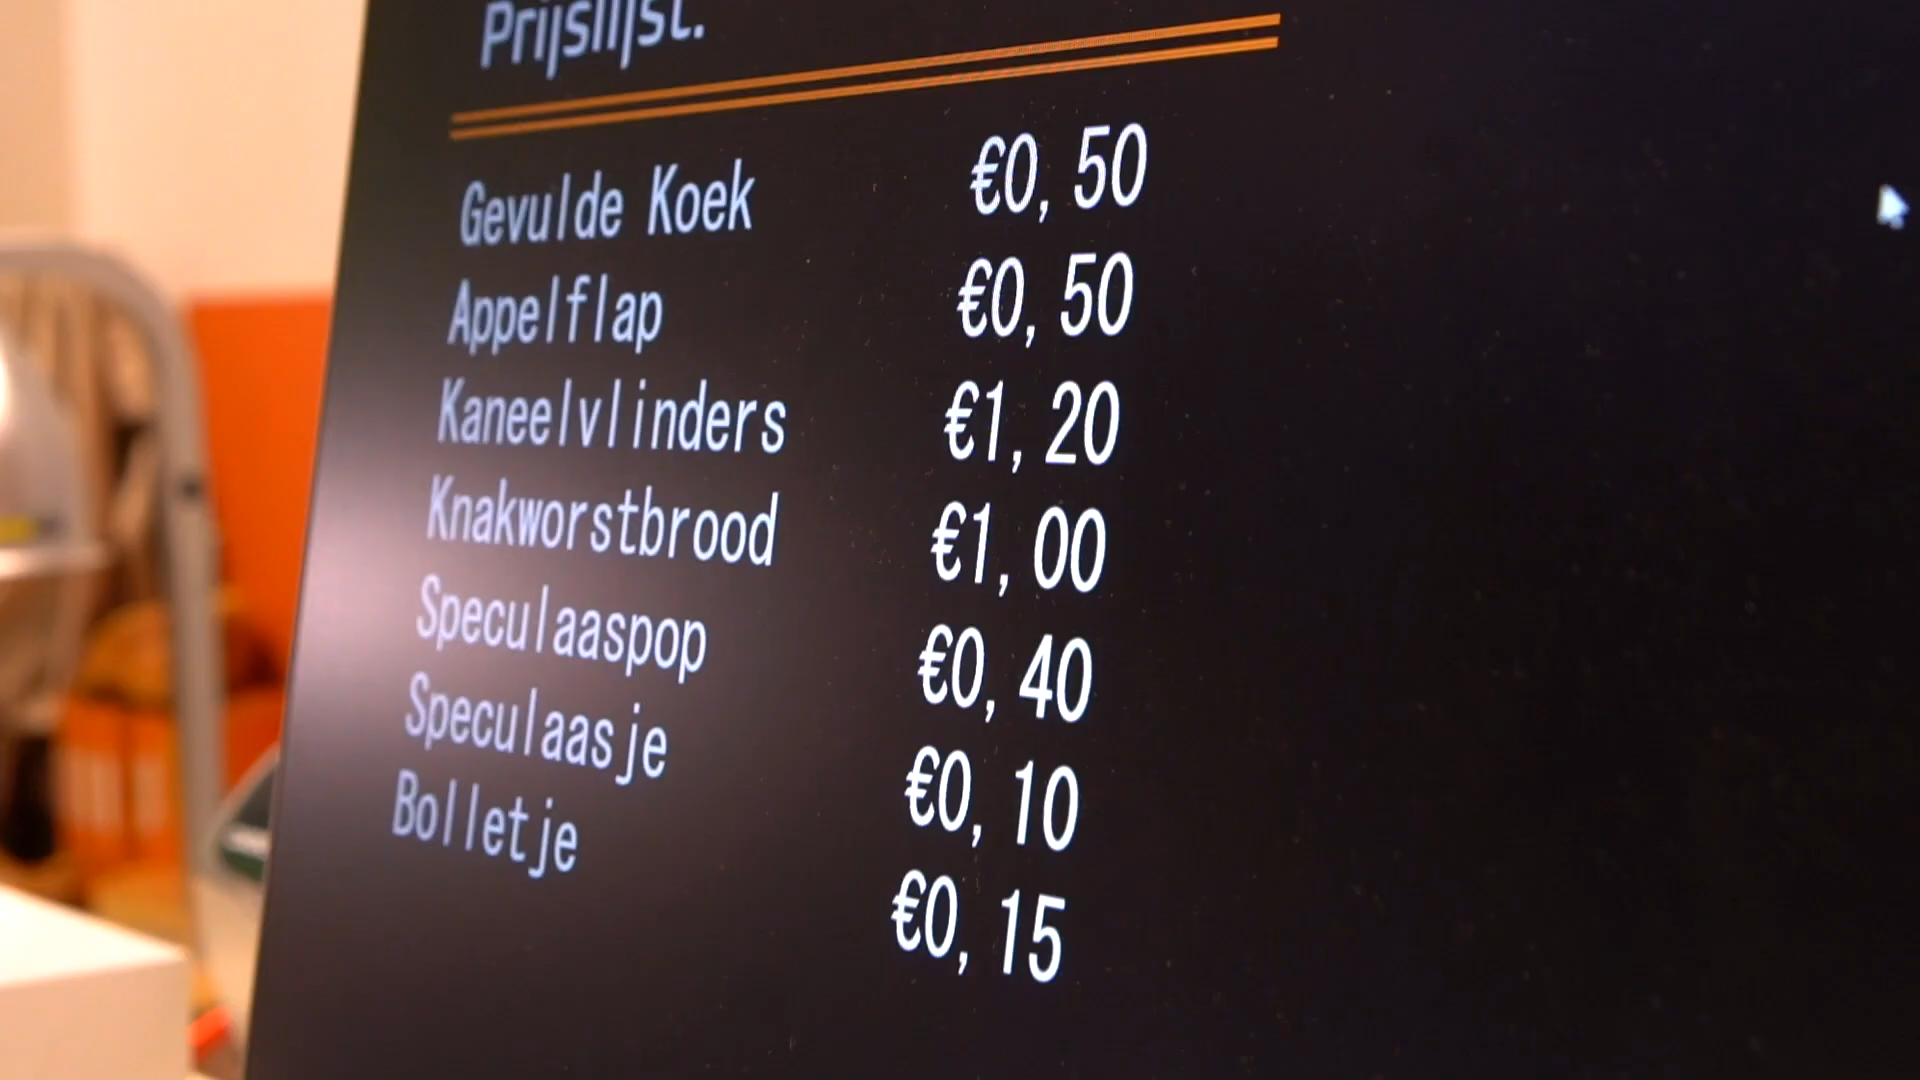 Prijslijst.
Gevulde Koek €0, 50
Appelflap €0, 50
Kaneelvlinders €1, 20
Knakworstbrood €1, 00
Speculaaspop €0, 40
Speculaasje €0, 10
Bolletje €0, 15